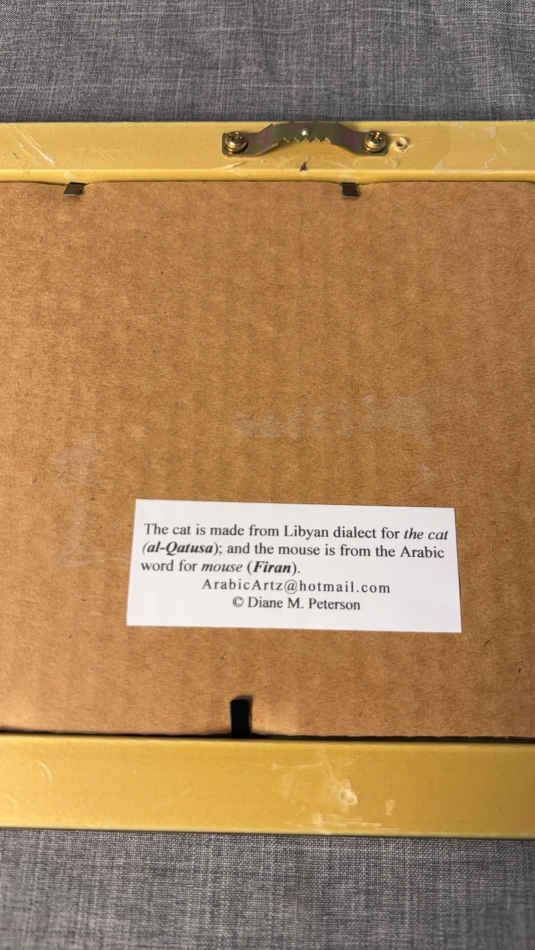 The cat is made from Libyan dialect for the cat
(al-Qatusa); and the mouse is from the Arabic
word for mouse (Firan).
ArabicArtz@hotmail.com
© Diane M. Peterson